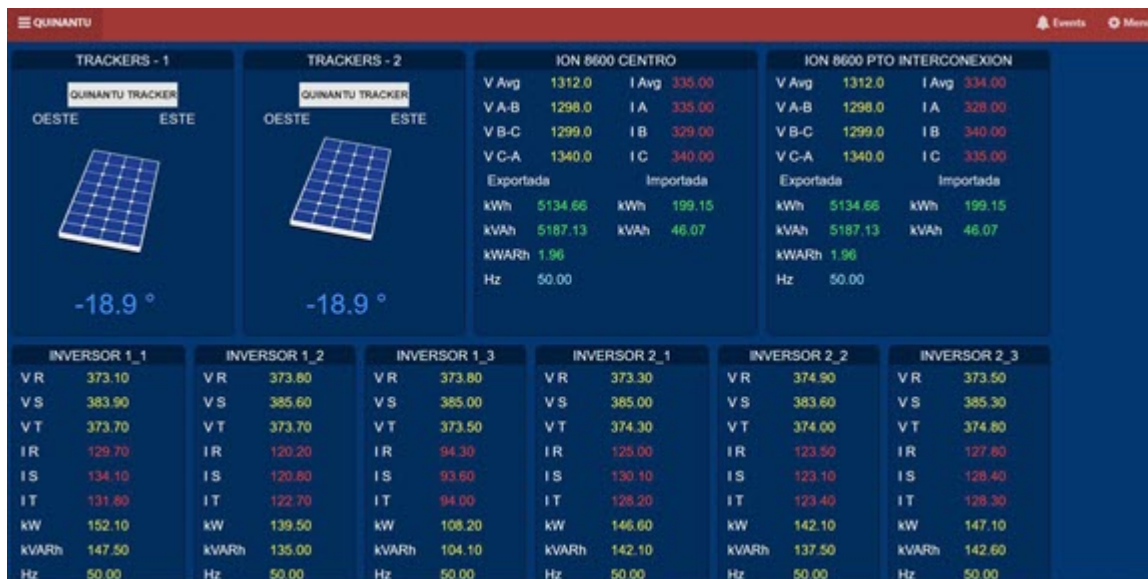 QUINANTU Events Menu
TRACKERS - 1
QUINANTU TRACKER
OESTE ESTE
-18.9 °
TRACKERS - 2
QUINANTU TRACKER
OESTE ESTE
-18.9 °
ION 8600 CENTRO
V Avg 1312.0 I Avg 335.00
V A-B 1298.0 I A 335.00
V B-C 1299.0 I B 329.00
V C-A 1340.0 I C 340.00
Exportada Importada
kWh 5134.66 kWh 199.15
kVAh 5187.13 kVAh 46.07
kWARh 1.96
Hz 50.00
ION 8600 PTO INTERCONEXION
V Avg 1312.0 I Avg 334.00
V A-B 1298.0 I A 328.00
V B-C 1299.0 I B 340.00
V C-A 1340.0 I C 335.00
Exportada Importada
kWh 5134.66 kWh 199.15
kVAh 5187.13 kVAh 46.07
kWARh 1.96
Hz 50.00
INVERSOR 1_1
V R 373.10
V S 383.90
V T 373.70
I R 129.70
I S 134.10
I T 131.80
kW 152.10
kVARh 147.50
Hz 50.00
INVERSOR 1_2
V R 373.80
V S 385.60
V T 373.70
I R 120.20
I S 120.80
I T 122.70
kW 139.50
kVARh 135.00
Hz 50.00
INVERSOR 1_3
V R 373.80
V S 385.00
V T 373.50
I R 94.30
I S 93.60
I T 94.00
kW 108.20
kVARh 104.10
Hz 50.00
INVERSOR 2_1
V R 373.30
V S 385.00
V T 374.30
I R 125.00
I S 130.10
I T 128.20
kW 146.60
kVARh 142.10
Hz 50.00
INVERSOR 2_2
V R 374.90
V S 383.60
V T 374.00
I R 123.50
I S 123.10
I T 123.40
kW 142.10
kVARh 137.50
Hz 50.00
INVERSOR 2_3
V R 373.50
V S 385.30
V T 374.80
I R 127.80
I S 128.40
I T 128.30
kW 147.10
kVARh 142.60
Hz 50.00